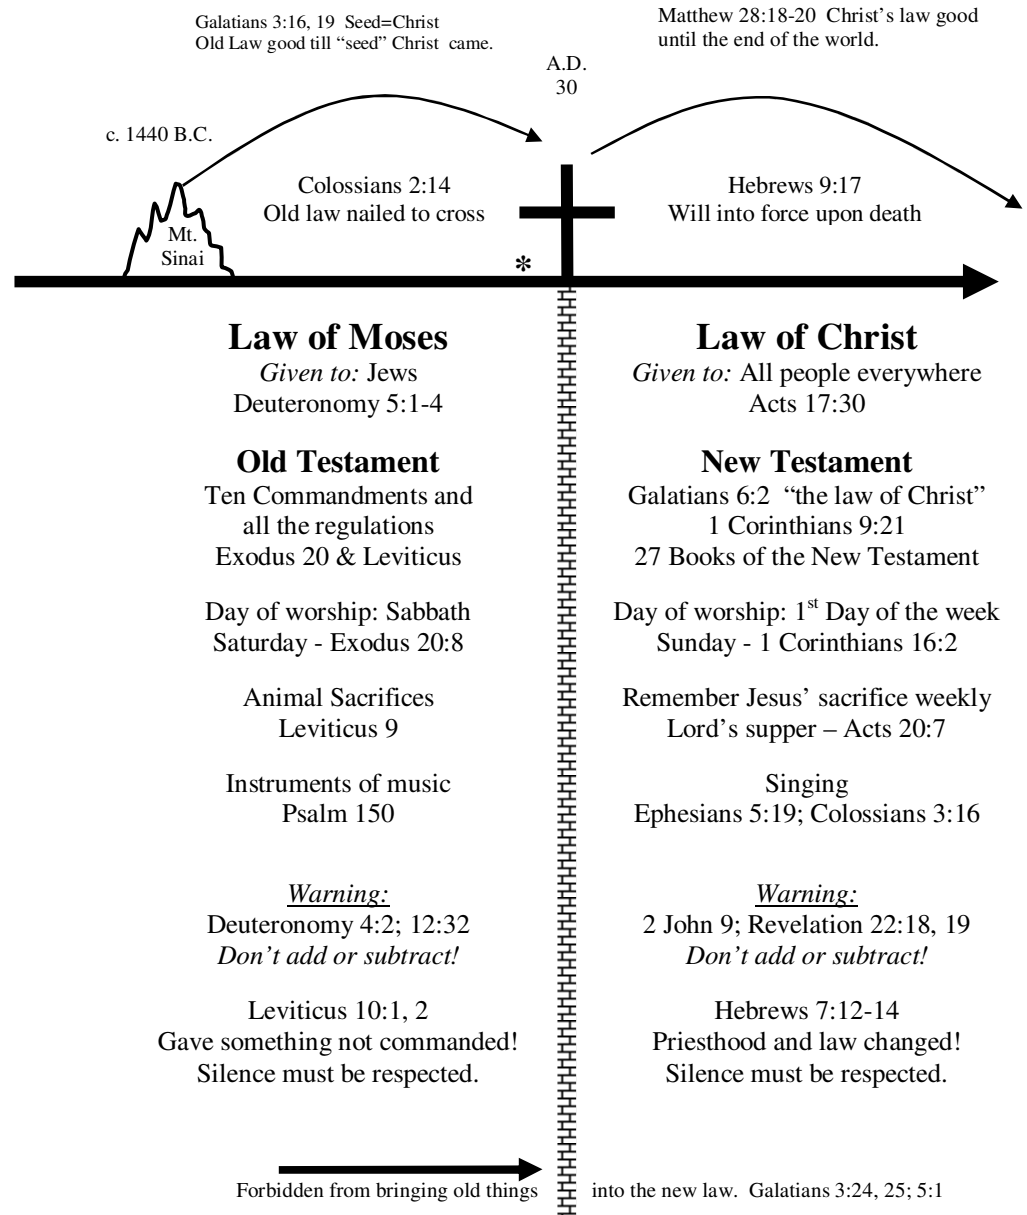 Galatians 3:16, 19  Seed=Christ
Old Law good till “seed” Christ  came.
Matthew 28:18-20  Christ’s law good
until the end of the world.
A.D.
30
c. 1440 B.C.
Colossians 2:14
Old law nailed to cross
Hebrews 9:17
Will into force upon death
Mt.
Sinai
*
Law of Moses
Given to: Jews
Deuteronomy 5:1-4
Old Testament
Ten Commandments and
all the regulations
Exodus 20 & Leviticus
Day of worship: Sabbath
Saturday - Exodus 20:8
Animal Sacrifices
Leviticus 9
Instruments of music
Psalm 150
Warning:
Deuteronomy 4:2; 12:32
Don’t add or subtract!
Leviticus 10:1, 2
Gave something not commanded!
Silence must be respected.
Law of Christ
Given to: All people everywhere
Acts 17:30
New Testament
Galatians 6:2  “the law of Christ”
1 Corinthians 9:21
27 Books of the New Testament
Day of worship: 1st Day of the week
Sunday - 1 Corinthians 16:2
Remember Jesus’ sacrifice weekly
Lord’s supper – Acts 20:7
Singing
Ephesians 5:19; Colossians 3:16
Warning:
2 John 9; Revelation 22:18, 19
Don’t add or subtract!
Hebrews 7:12-14
Priesthood and law changed!
Silence must be respected.
Forbidden from bringing old things into the new law.  Galatians 3:24, 25; 5:1